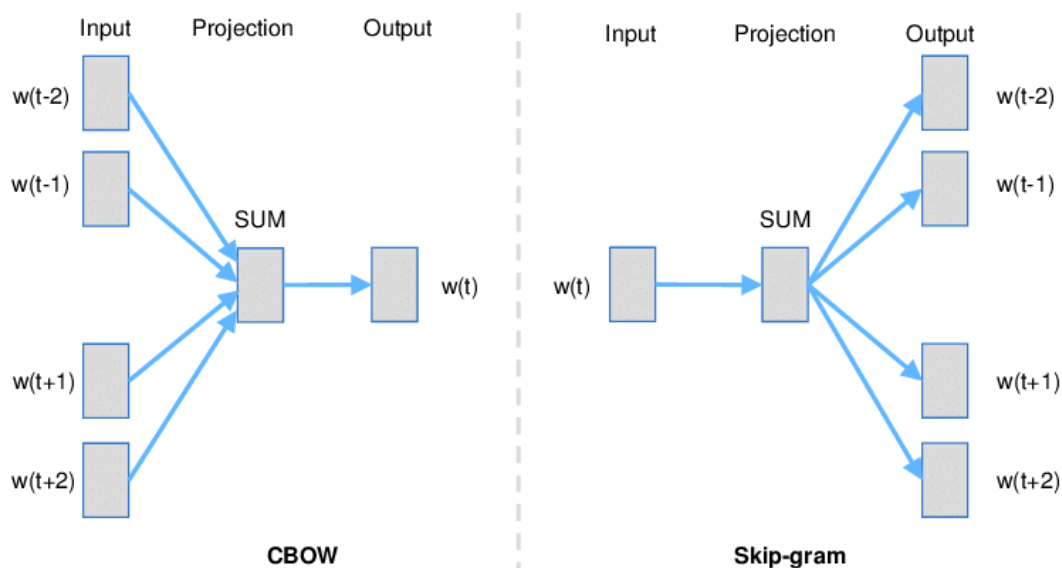 Input Projection Output
w(t-2)
w(t-1)
SUM
w(t)
w(t+1)
w(t+2)
CBOW
Input Projection Output
w(t-2)
w(t-1)
SUM
w(t)
w(t+1)
w(t+2)
Skip-gram